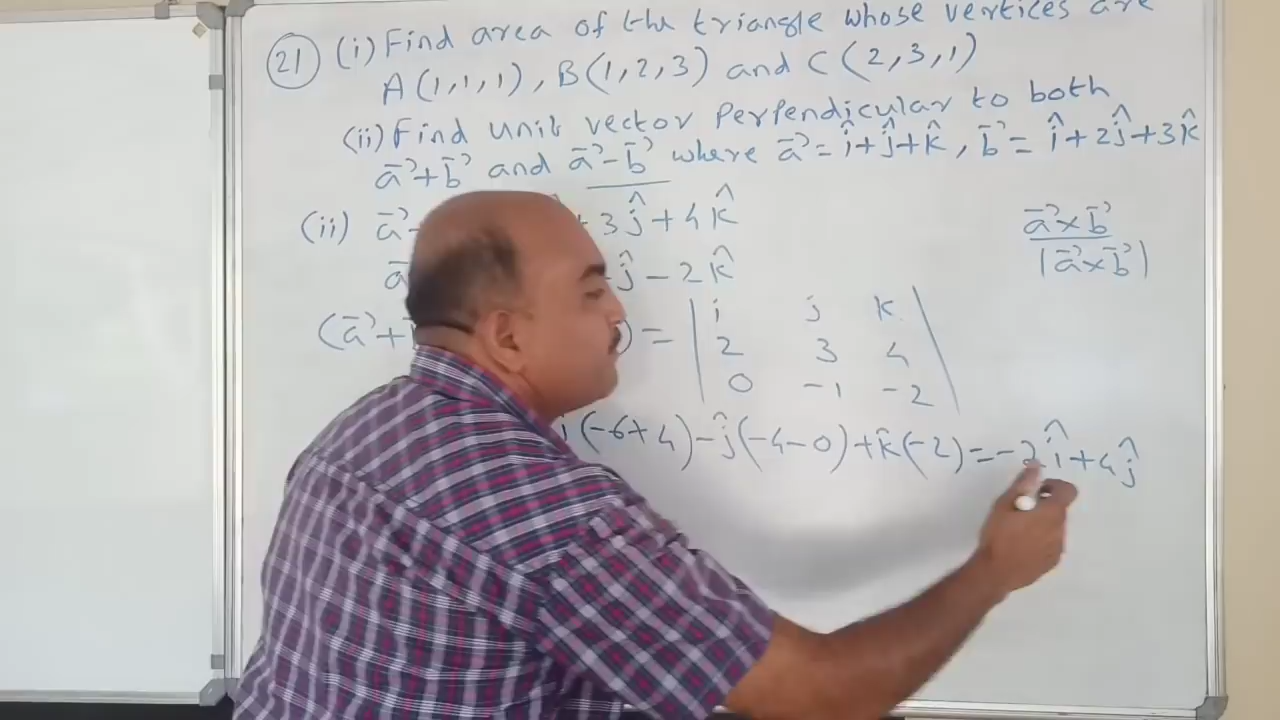 (21) (i) Find area of the triangle whose vertices are
A(1,1,1), B(1,2,3) and C(2,3,1)
(ii) Find unit vector Perpendicular to both
a⃗+b⃗ and a⃗-b⃗ where a⃗ = î+ĵ+k̂, b⃗ = î+2ĵ+3k̂
(ii) a⃗ + 3ĵ + 4k̂
a⃗ ĵ - 2k̂
a⃗×b⃗
|a⃗×b⃗|
(a⃗+ ) = | i j k
2 3 4
0 -1 -2 |
i(-6+4)-ĵ(-4-0)+k̂(-2)=-2î+4ĵ